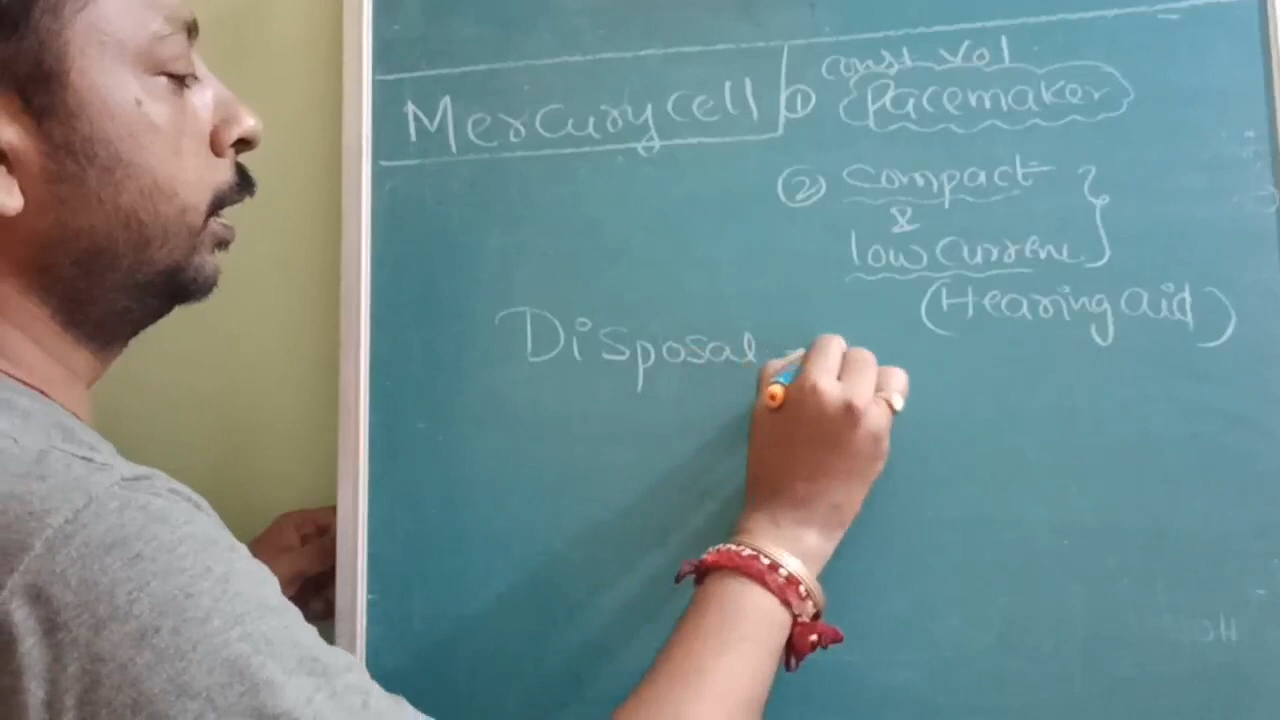 Mercury cell
const vol
① Pacemaker
② compact
&
low current
(Hearing aid)
Disposal